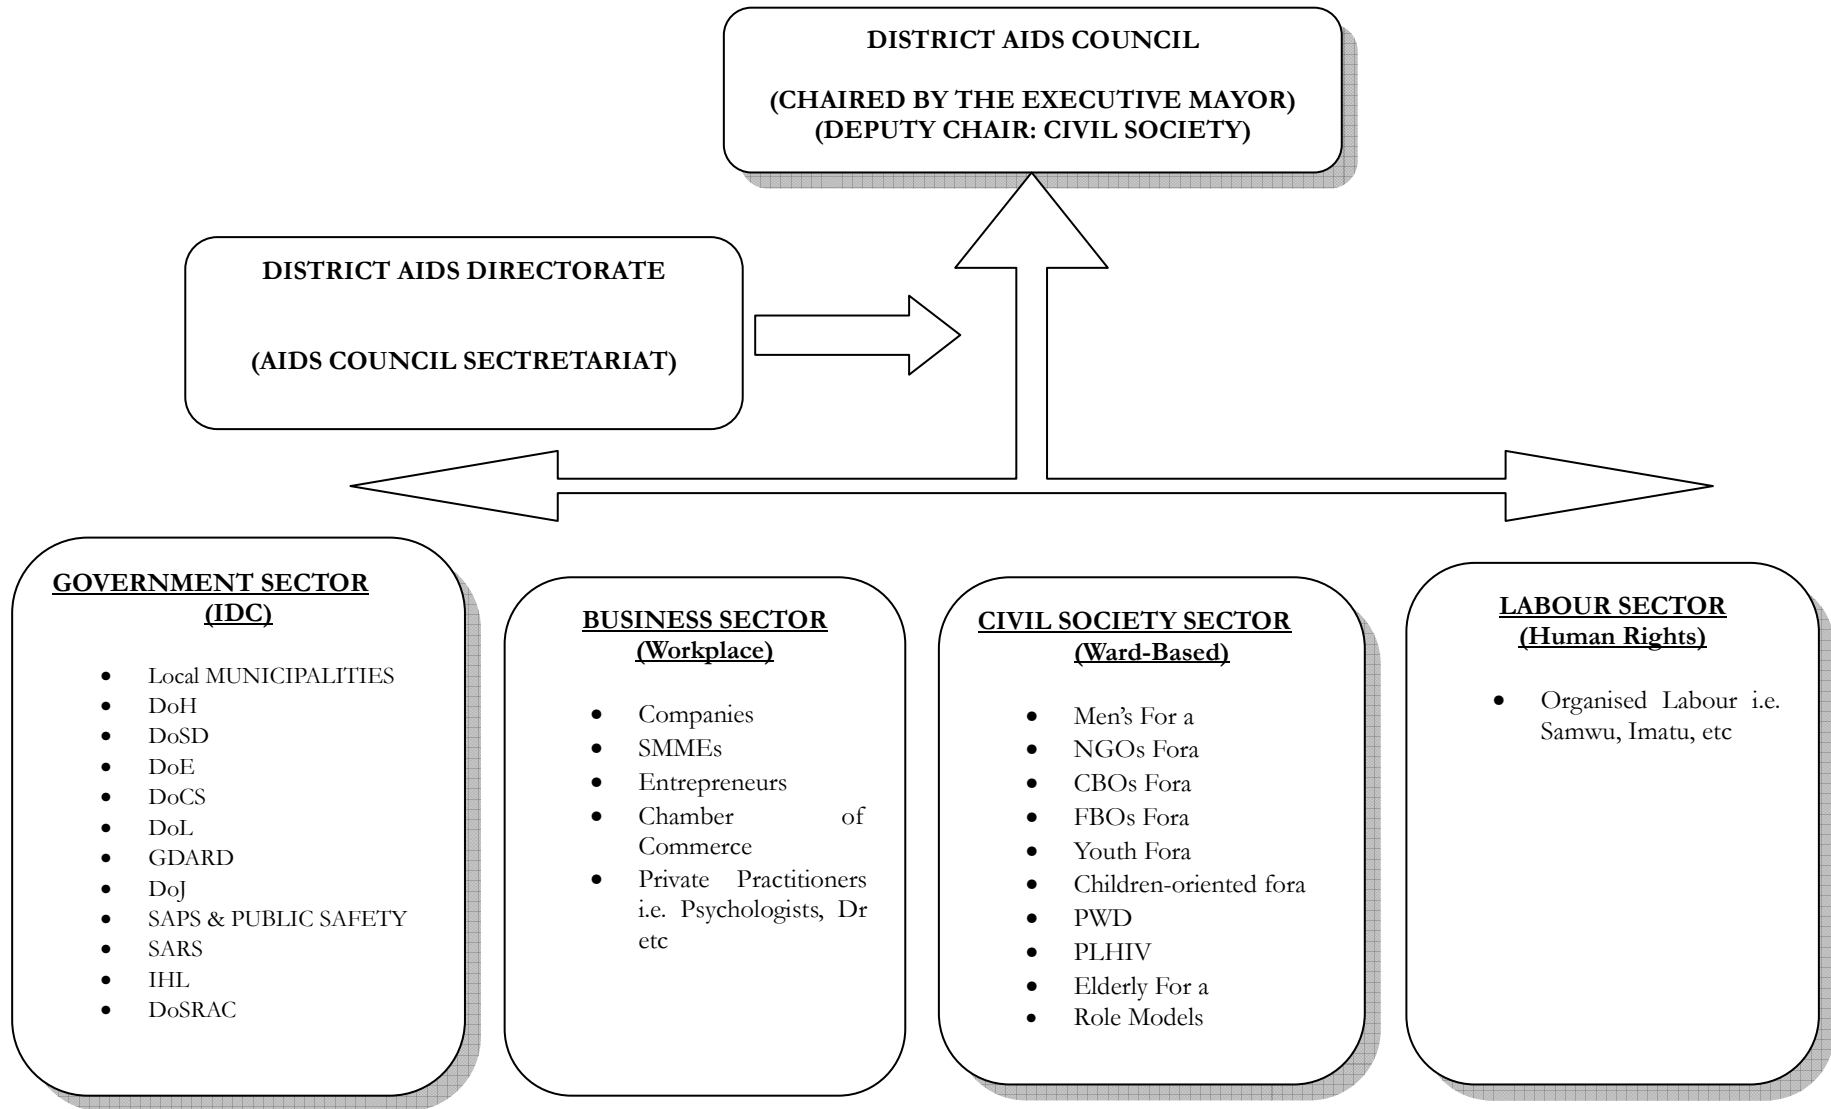 DISTRICT AIDS COUNCIL
(CHAIRED BY THE EXECUTIVE MAYOR)
(DEPUTY CHAIR: CIVIL SOCIETY)
DISTRICT AIDS DIRECTORATE
(AIDS COUNCIL SECTRETARIAT)
GOVERNMENT SECTOR
(IDC)
• Local MUNICIPALITIES
• DoH
• DoSD
• DoE
• DoCS
• DoL
• GDARD
• DoJ
• SAPS & PUBLIC SAFETY
• SARS
• IHL
• DoSRAC
BUSINESS SECTOR
(Workplace)
• Companies
• SMMEs
• Entrepreneurs
• Chamber of
Commerce
• Private Practitioners
i.e. Psychologists, Dr
etc
CIVIL SOCIETY SECTOR
(Ward-Based)
• Men’s For a
• NGOs Fora
• CBOs Fora
• FBOs Fora
• Youth Fora
• Children-oriented fora
• PWD
• PLHIV
• Elderly For a
• Role Models
LABOUR SECTOR
(Human Rights)
• Organised Labour i.e.
Samwu, Imatu, etc